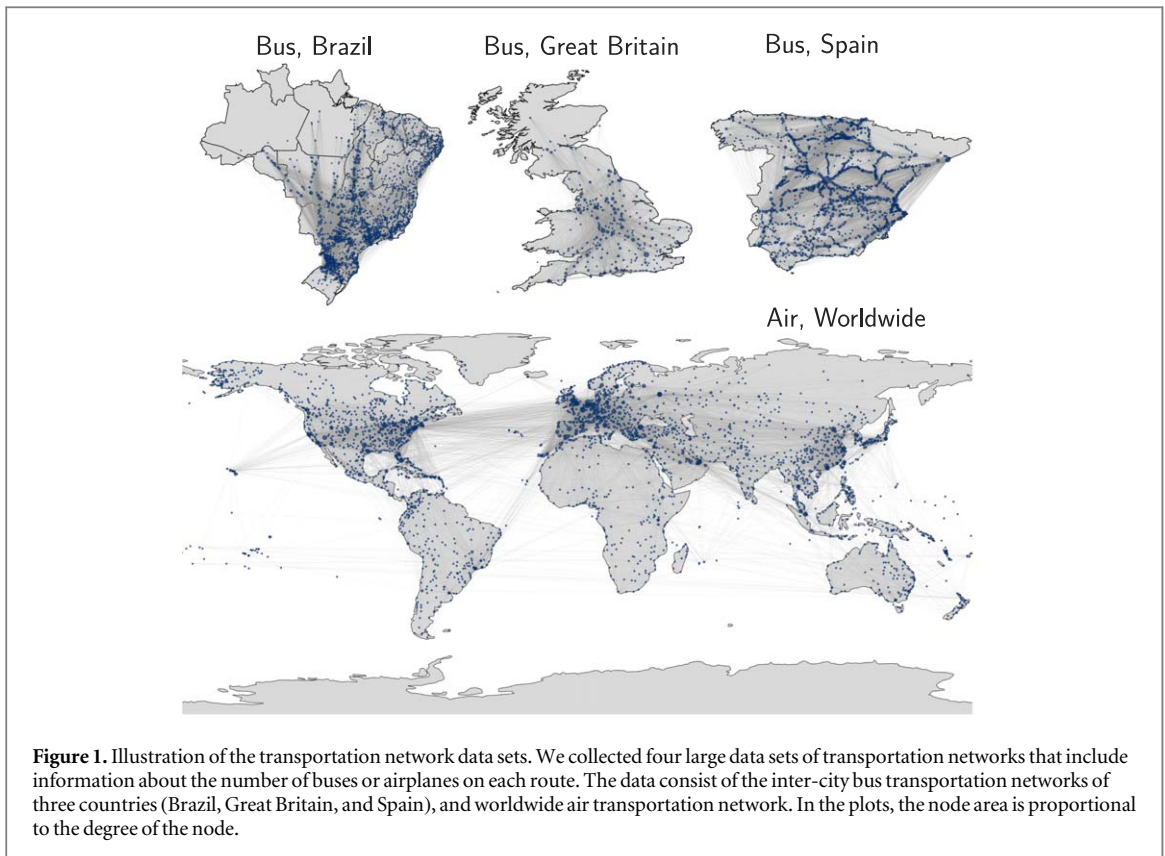 Bus, Brazil
Bus, Great Britain
Bus, Spain
Air, Worldwide
Figure 1. Illustration of the transportation network data sets. We collected four large data sets of transportation networks that include
information about the number of buses or airplanes on each route. The data consist of the inter-city bus transportation networks of
three countries (Brazil, Great Britain, and Spain), and worldwide air transportation network. In the plots, the node area is proportional
to the degree of the node.